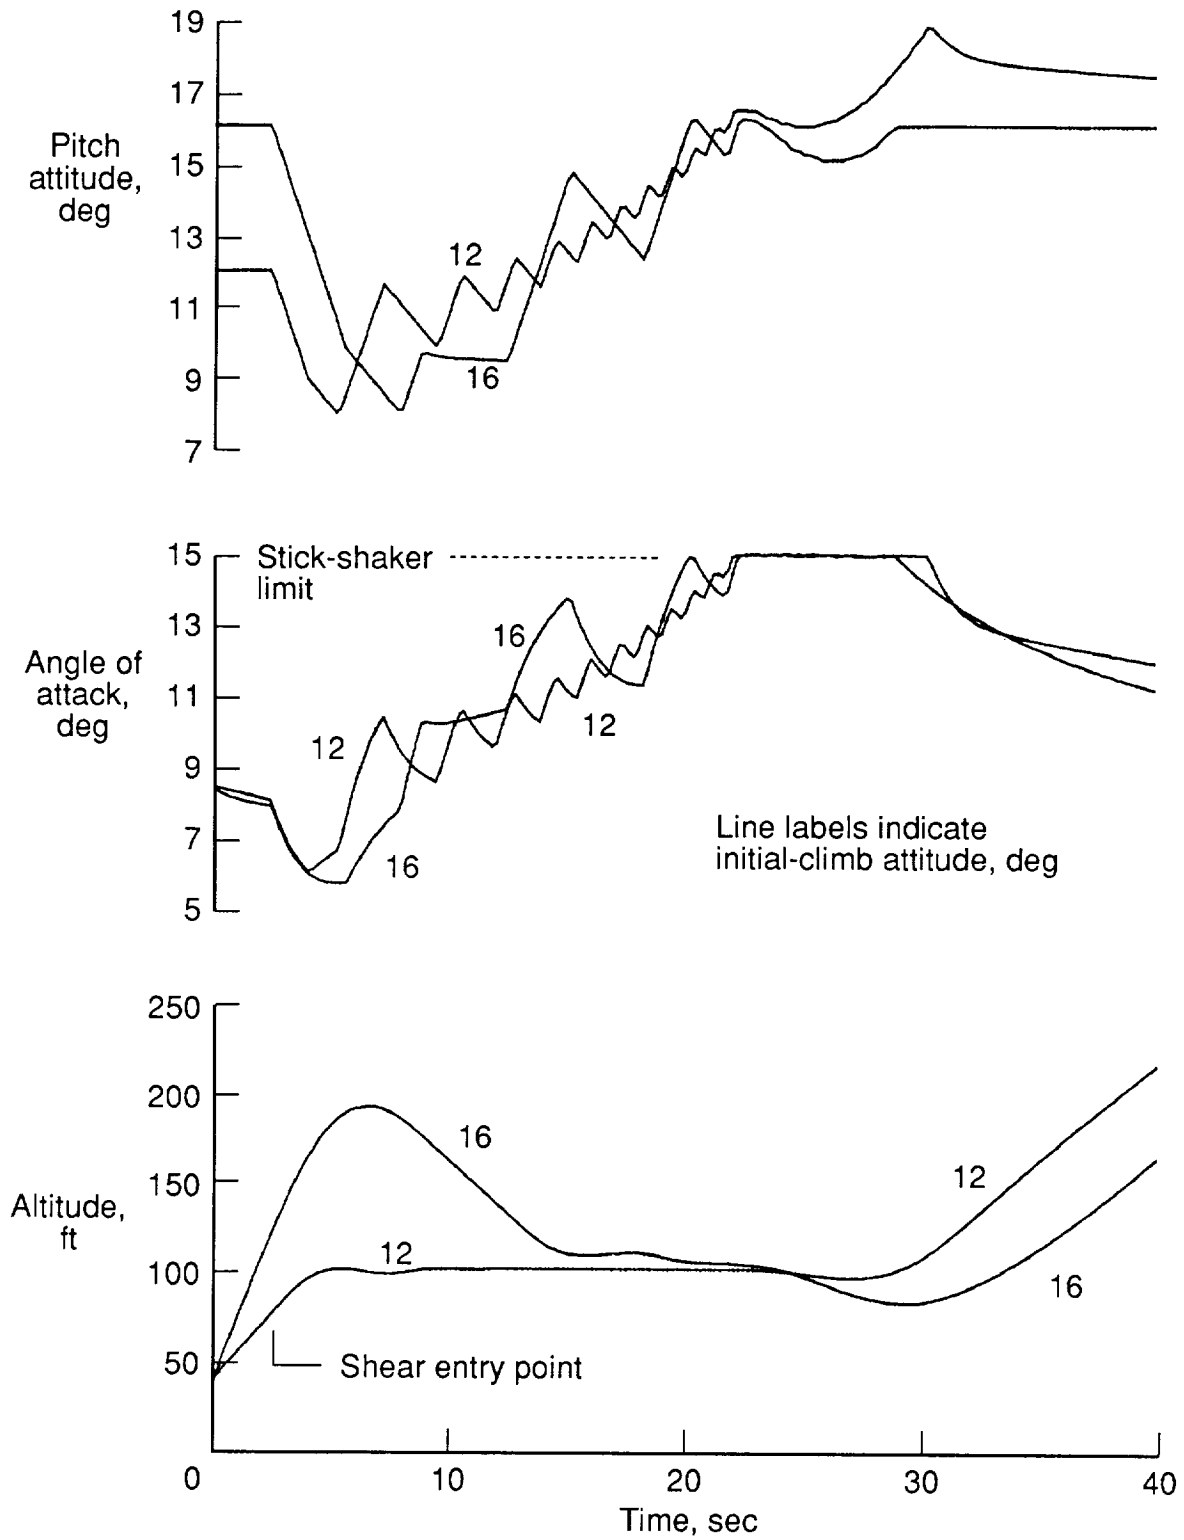 19
17
Pitch
attitude,
deg
15
13
12
11
9
16
7
15
Stick-shaker
limit
13
16
Angle of
attack,
deg
11
12
12
9
7
Line labels indicate
initial-climb attitude, deg
16
5
250
200
16
150
12
Altitude,
ft
12
100
16
50
Shear entry point
0
10
20
30
40
Time, sec